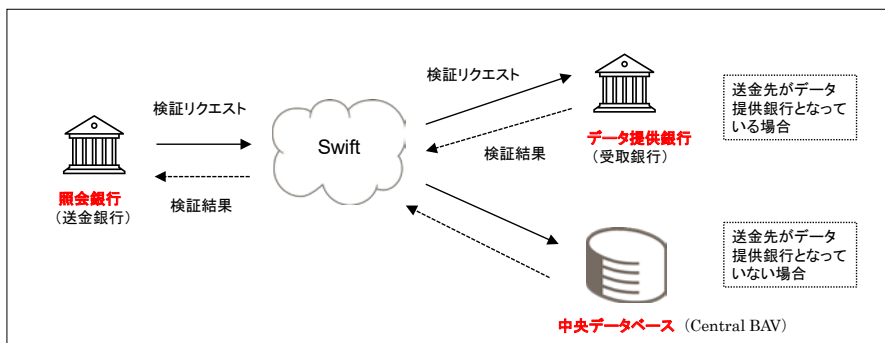 検証リクエスト
検証リクエスト
Swift
検証結果
検証結果
照会銀行
（送金銀行）
データ提供銀行
（受取銀行）
送金先がデータ
提供銀行となって
いる場合
送金先がデータ
提供銀行となって
いない場合
中央データベース（Central BAV）